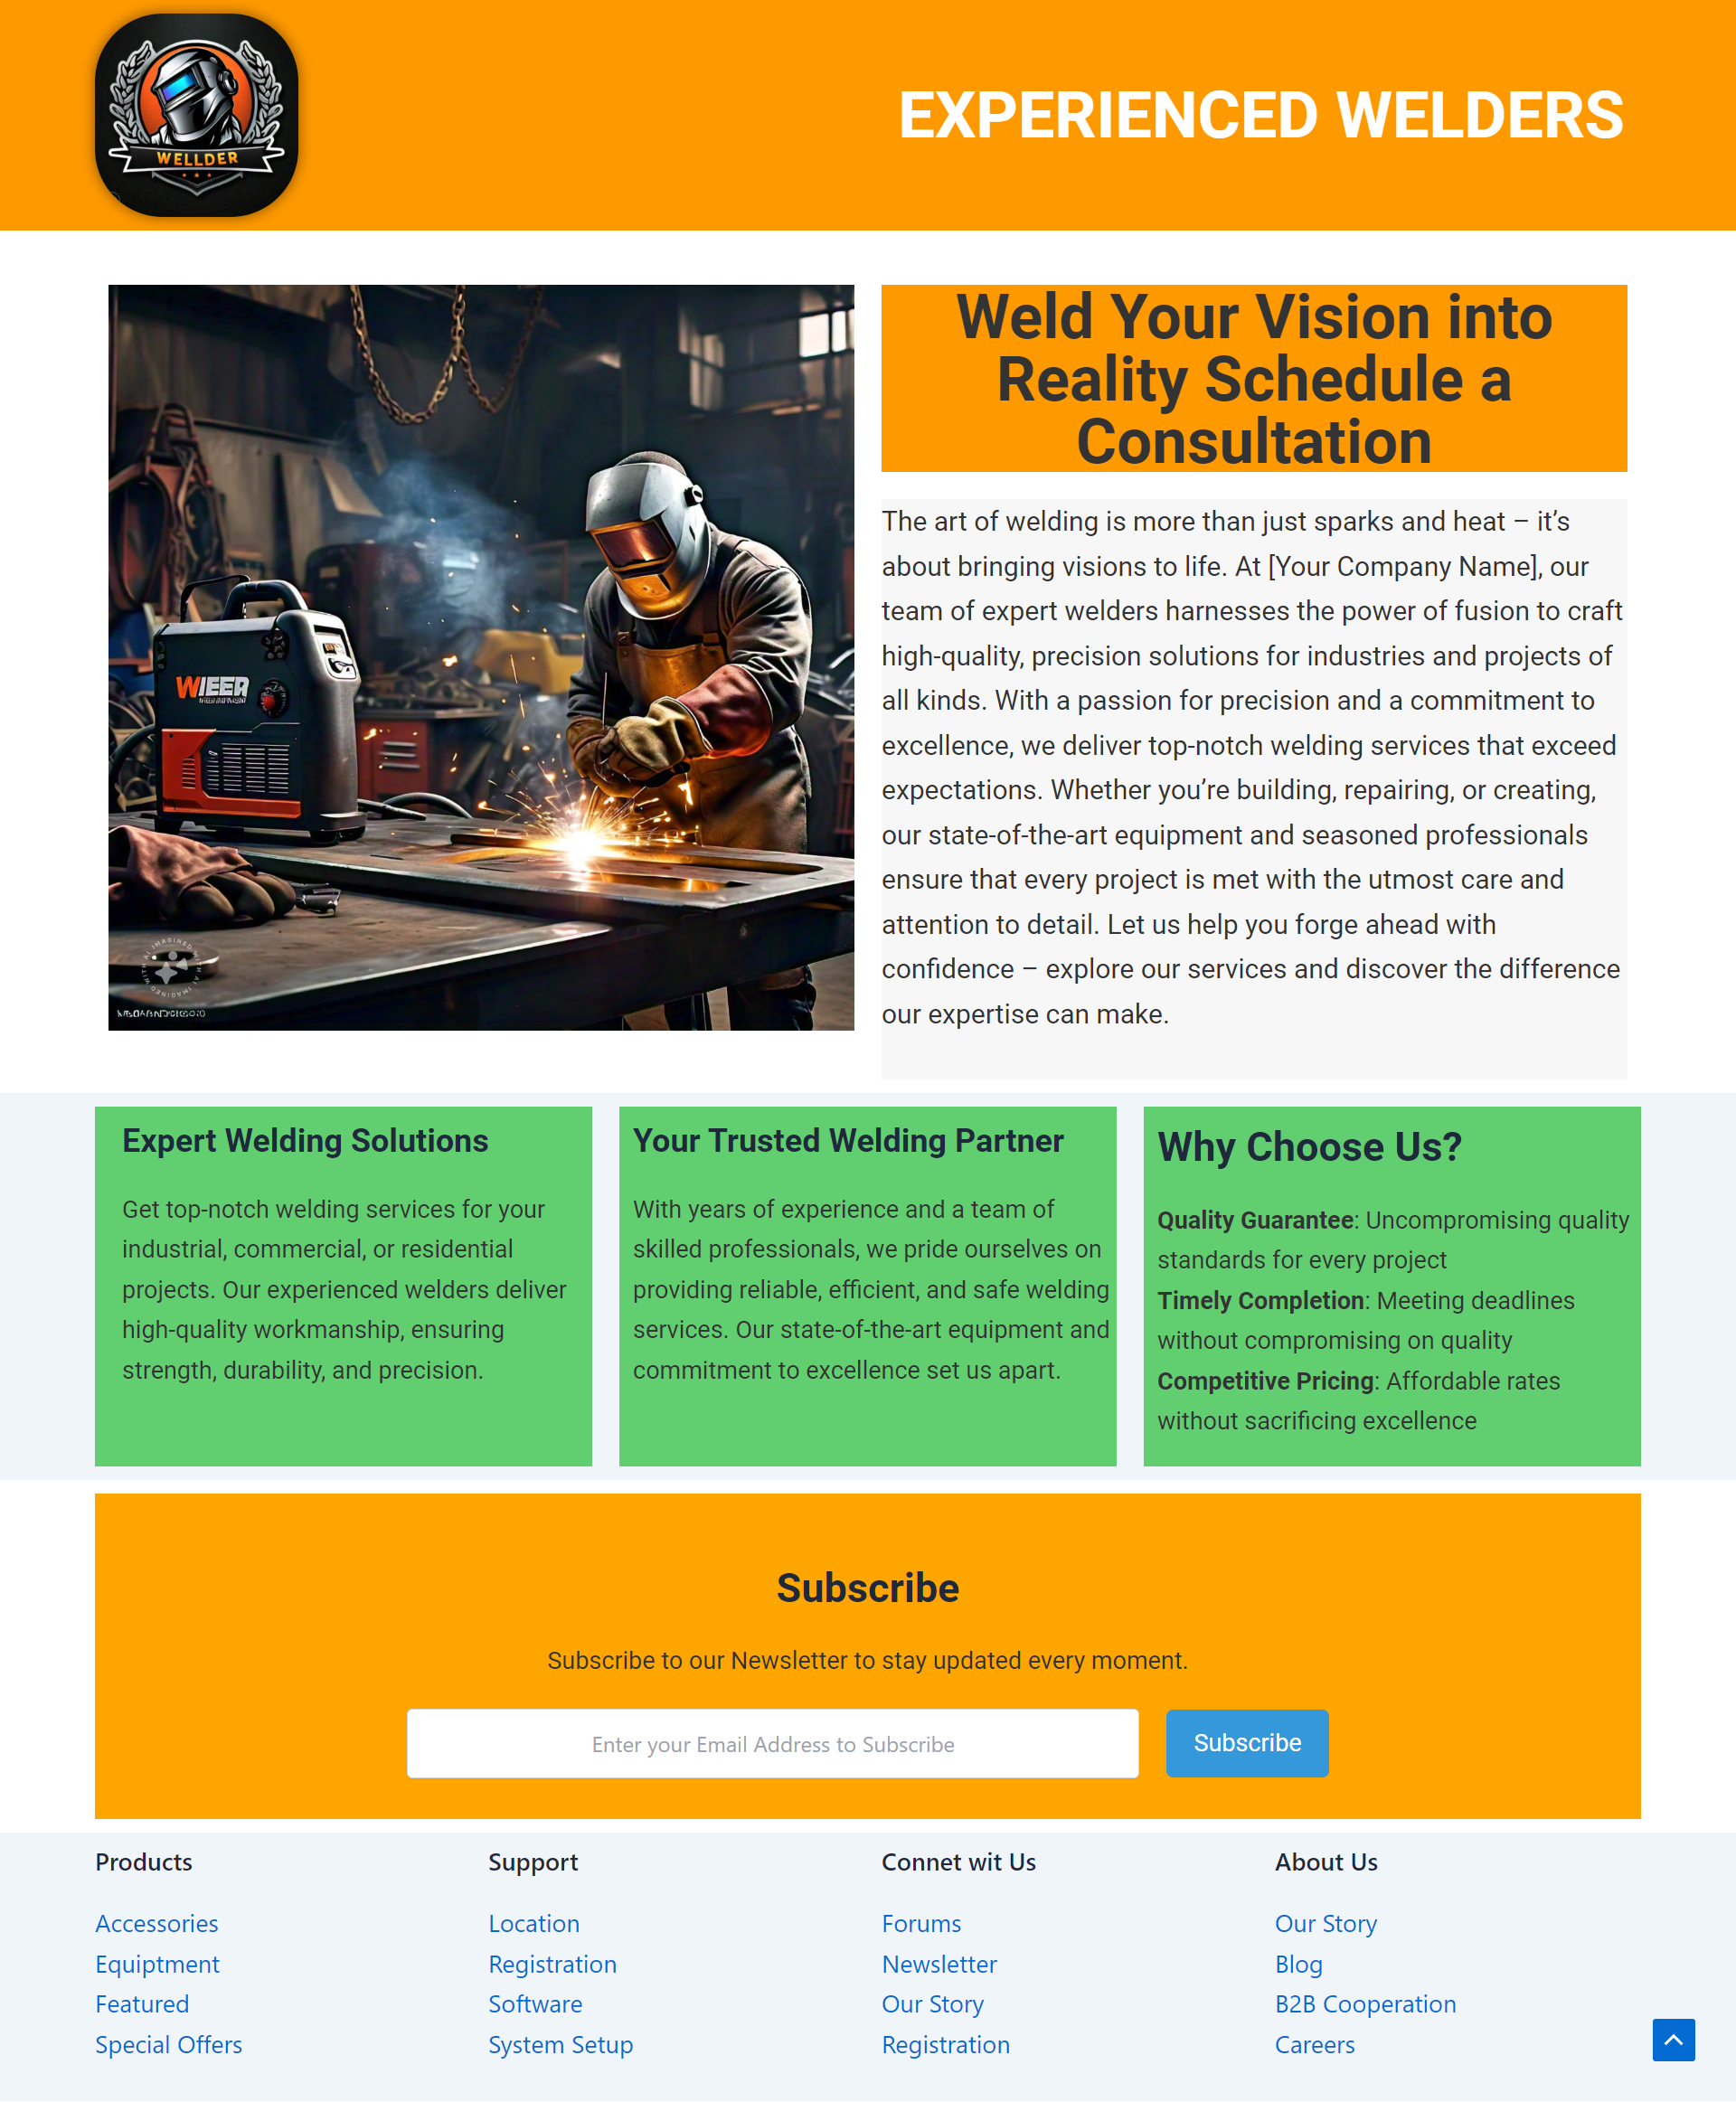 WELLDER
EXPERIENCED WELDERS
Weld Your Vision into
Reality Schedule a
Consultation
WIEER
The art of welding is more than just sparks and heat – it’s
about bringing visions to life. At [Your Company Name], our
team of expert welders harnesses the power of fusion to craft
high-quality, precision solutions for industries and projects of
all kinds. With a passion for precision and a commitment to
excellence, we deliver top-notch welding services that exceed
expectations. Whether you’re building, repairing, or creating,
our state-of-the-art equipment and seasoned professionals
ensure that every project is met with the utmost care and
attention to detail. Let us help you forge ahead with
confidence – explore our services and discover the difference
our expertise can make.
Expert Welding Solutions
Get top-notch welding services for your
industrial, commercial, or residential
projects. Our experienced welders deliver
high-quality workmanship, ensuring
strength, durability, and precision.
Your Trusted Welding Partner
With years of experience and a team of
skilled professionals, we pride ourselves on
providing reliable, efficient, and safe welding
services. Our state-of-the-art equipment and
commitment to excellence set us apart.
Why Choose Us?
Quality Guarantee: Uncompromising quality
standards for every project
Timely Completion: Meeting deadlines
without compromising on quality
Competitive Pricing: Affordable rates
without sacrificing excellence
Subscribe
Subscribe to our Newsletter to stay updated every moment.
Enter your Email Address to Subscribe
Subscribe
Products
Accessories
Equiptment
Featured
Special Offers
Support
Location
Registration
Software
System Setup
Connet wit Us
Forums
Newsletter
Our Story
Registration
About Us
Our Story
Blog
B2B Cooperation
Careers